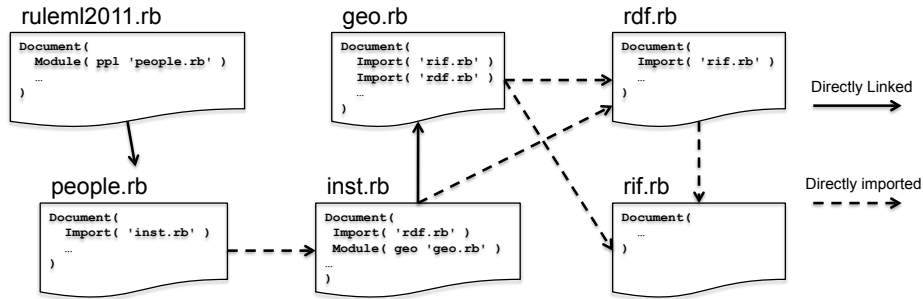 ruleml2011.rb
Document(
Module( ppl 'people.rb' )
…
)
geo.rb
Document(
Import( 'rif.rb' )
Import( 'rdf.rb' )
…
)
rdf.rb
Document(
Import( 'rif.rb' )
…
)
Directly Linked
people.rb
Document(
Import( 'inst.rb' )
…
)
inst.rb
Document(
Import( 'rdf.rb' )
Module( geo 'geo.rb' )
…
)
rif.rb
Document(
…
)
Directly imported